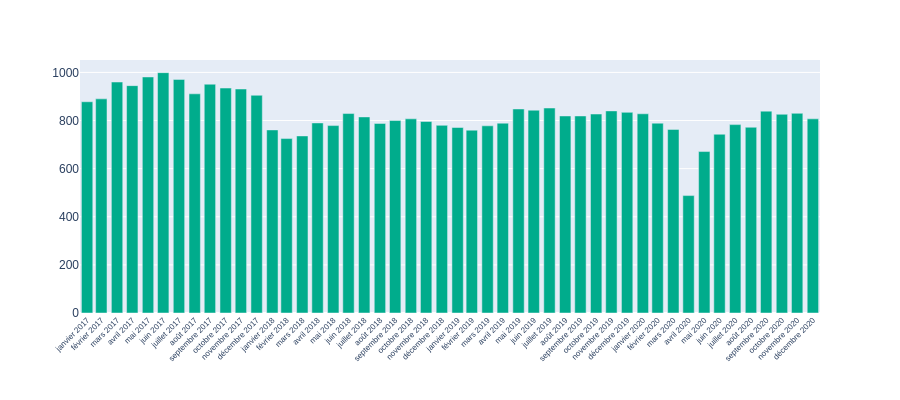 1000
800
600
400
200
0
janvier 2017
février 2017
mars 2017
avril 2017
mai 2017
juin 2017
juillet 2017
août 2017
septembre 2017
octobre 2017
novembre 2017
décembre 2017
janvier 2018
février 2018
mars 2018
avril 2018
mai 2018
juin 2018
juillet 2018
août 2018
septembre 2018
octobre 2018
novembre 2018
décembre 2018
janvier 2019
février 2019
mars 2019
avril 2019
mai 2019
juin 2019
juillet 2019
août 2019
septembre 2019
octobre 2019
novembre 2019
décembre 2019
janvier 2020
février 2020
mars 2020
avril 2020
mai 2020
juin 2020
juillet 2020
août 2020
septembre 2020
octobre 2020
novembre 2020
décembre 2020